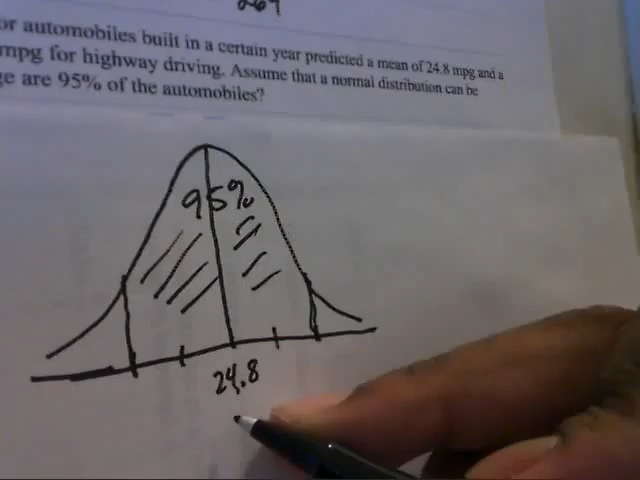 267
or automobiles built in a certain year predicted a mean of 24.8 mpg and a
mpg for highway driving. Assume that a normal distribution can be
ge are 95% of the automobiles?
95%
24.8